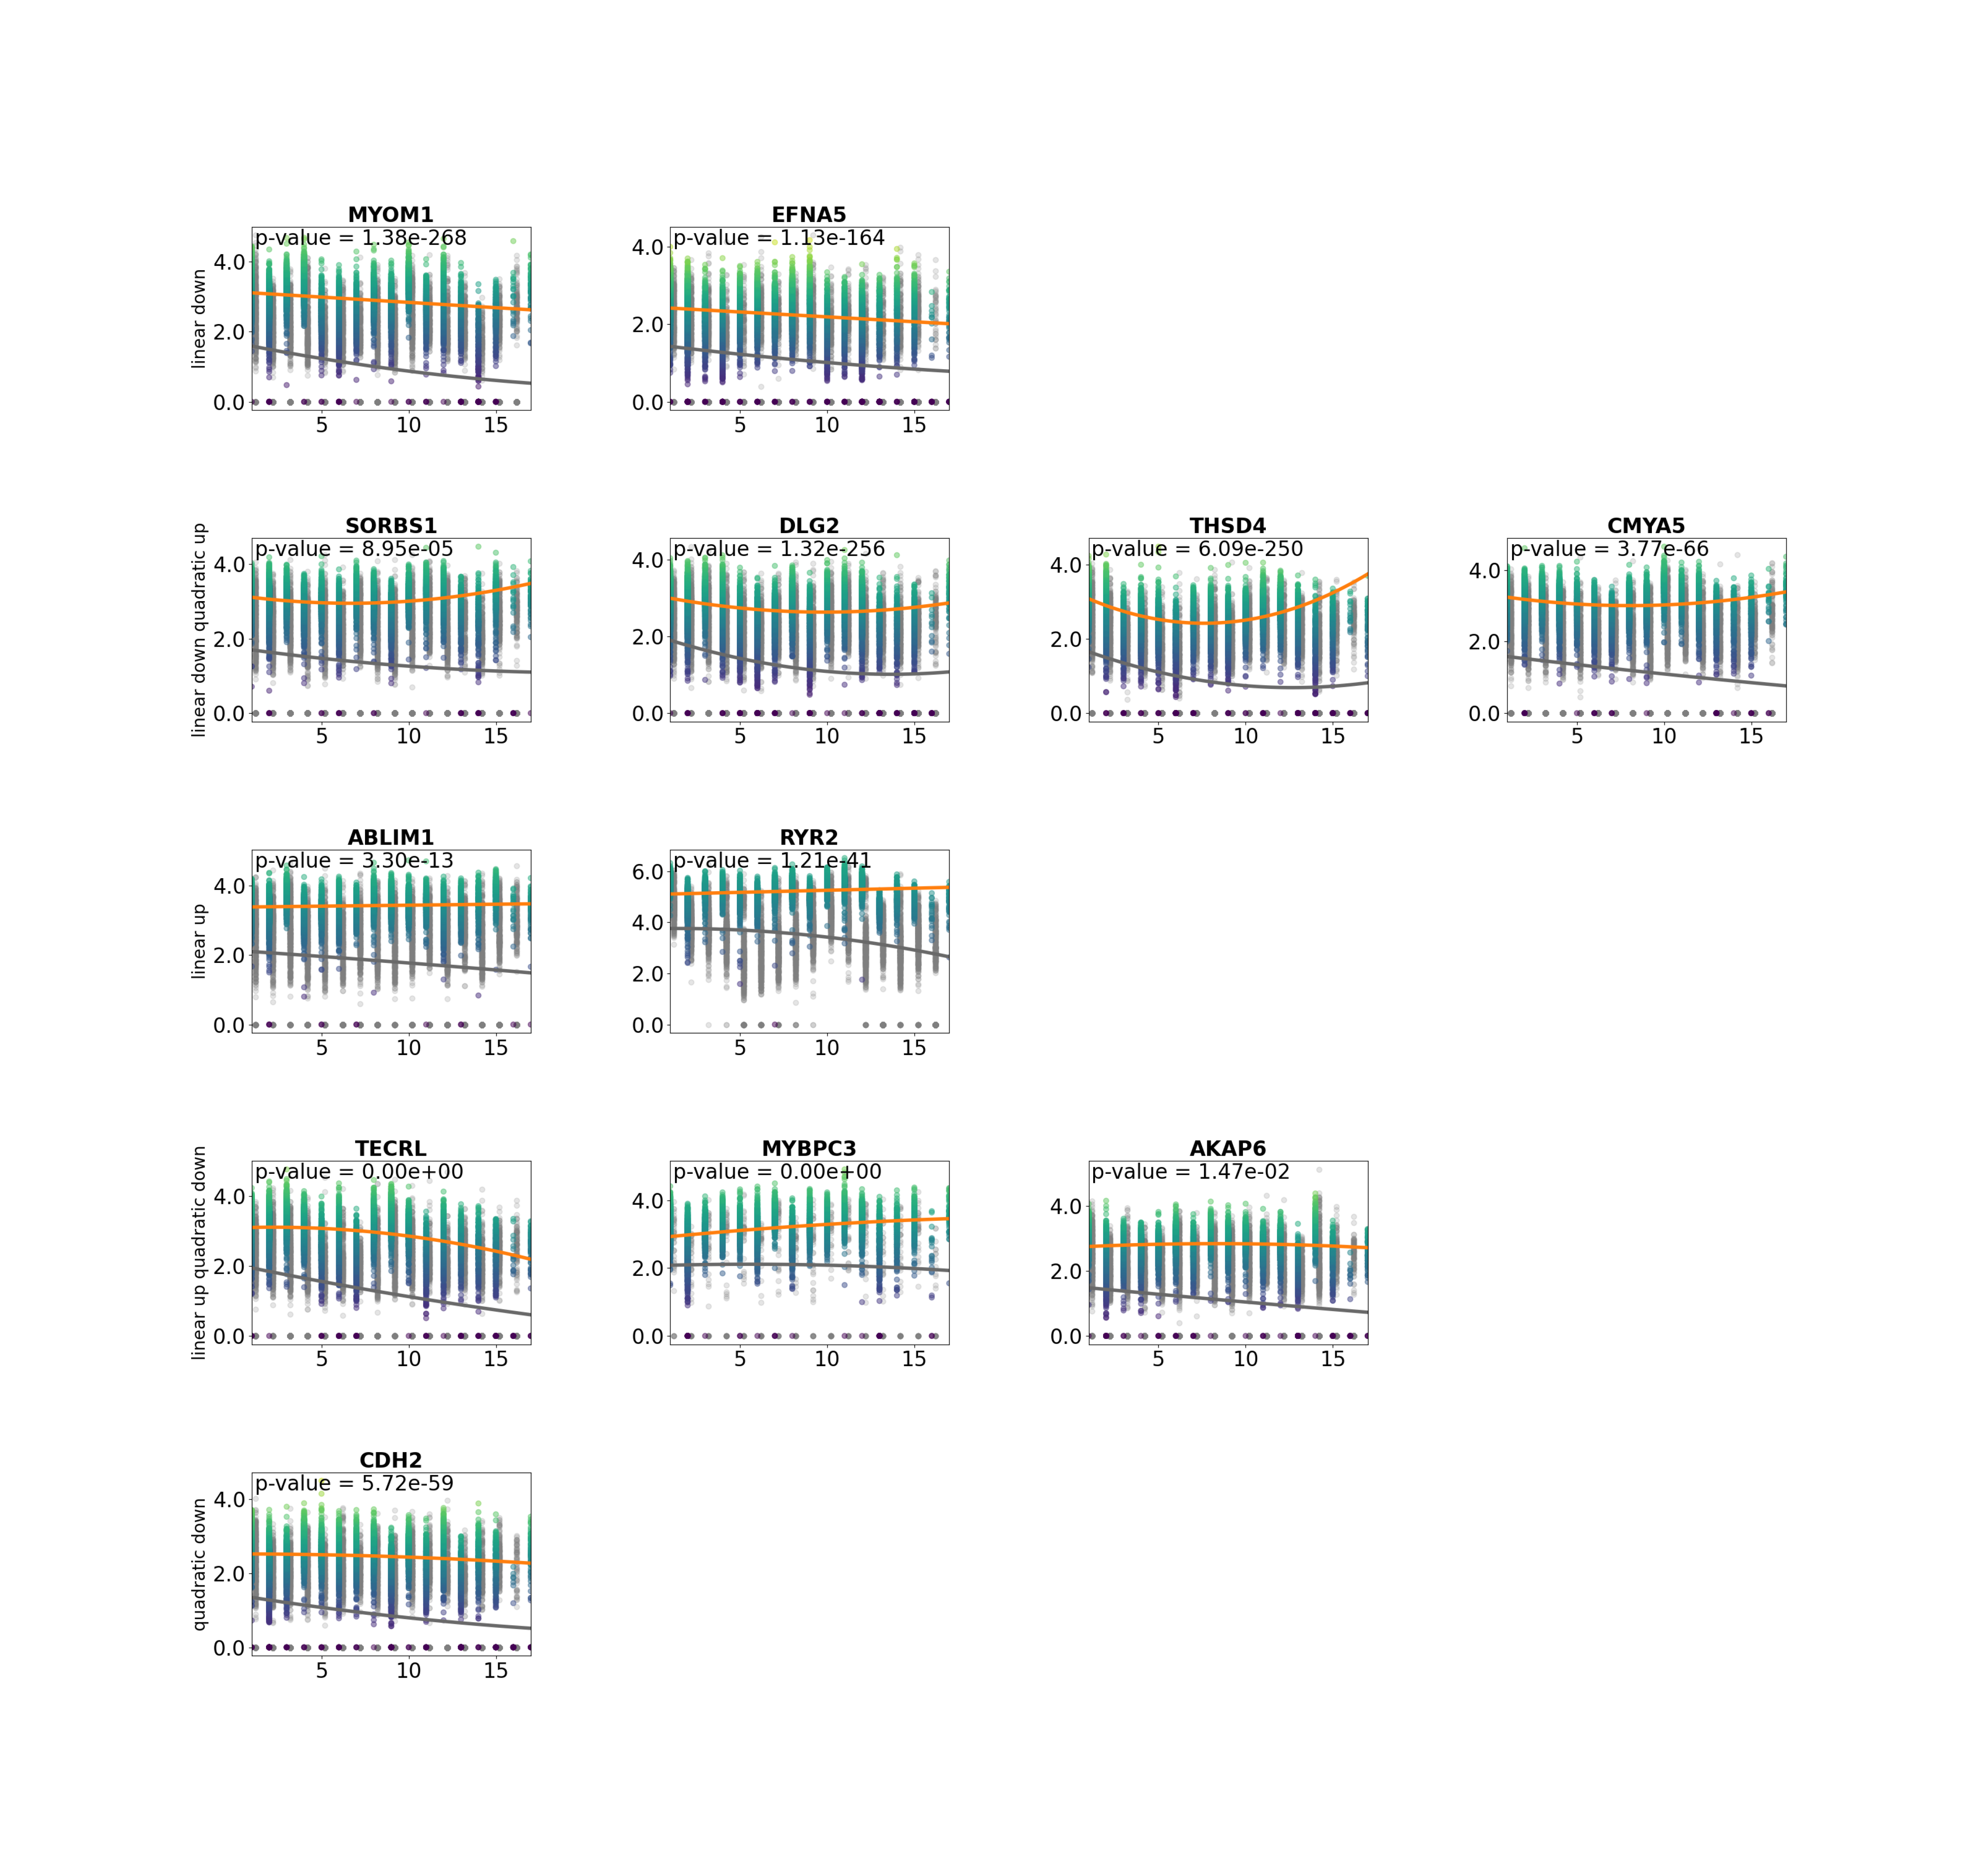 MYOM1
EFNA5
p-value = 1.38e-268
p-value = 1.13e-164
linear down
4.0
2.0
0.0
5 10 15
4.0
2.0
0.0
5 10 15
SORBS1
DLG2
THSD4
CMYA5
p-value = 8.95e-05
p-value = 1.32e-256
p-value = 6.09e-250
p-value = 3.77e-66
linear down quadratic up
4.0
2.0
0.0
5 10 15
4.0
2.0
0.0
5 10 15
4.0
2.0
0.0
5 10 15
4.0
2.0
0.0
5 10 15
ABLIM1
RYR2
p-value = 3.30e-13
p-value = 1.21e-41
linear up
4.0
2.0
0.0
5 10 15
6.0
4.0
2.0
0.0
5 10 15
TECRL
MYBPC3
AKAP6
p-value = 0.00e+00
p-value = 0.00e+00
p-value = 1.47e-02
linear up quadratic down
4.0
2.0
0.0
5 10 15
4.0
2.0
0.0
5 10 15
4.0
2.0
0.0
5 10 15
CDH2
p-value = 5.72e-59
quadratic down
4.0
2.0
0.0
5 10 15